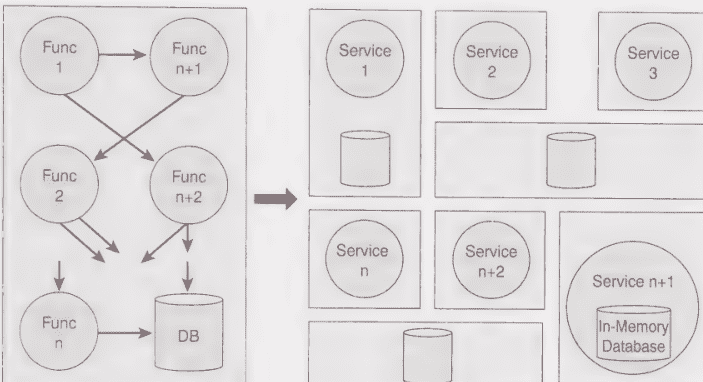 Func
1
Func
n+1
Func
2
Func
n+2
Func
n
DB
Service
1
Service
2
Service
3
Service
n
Service
n+2
Service n+1
In-Memory
Database